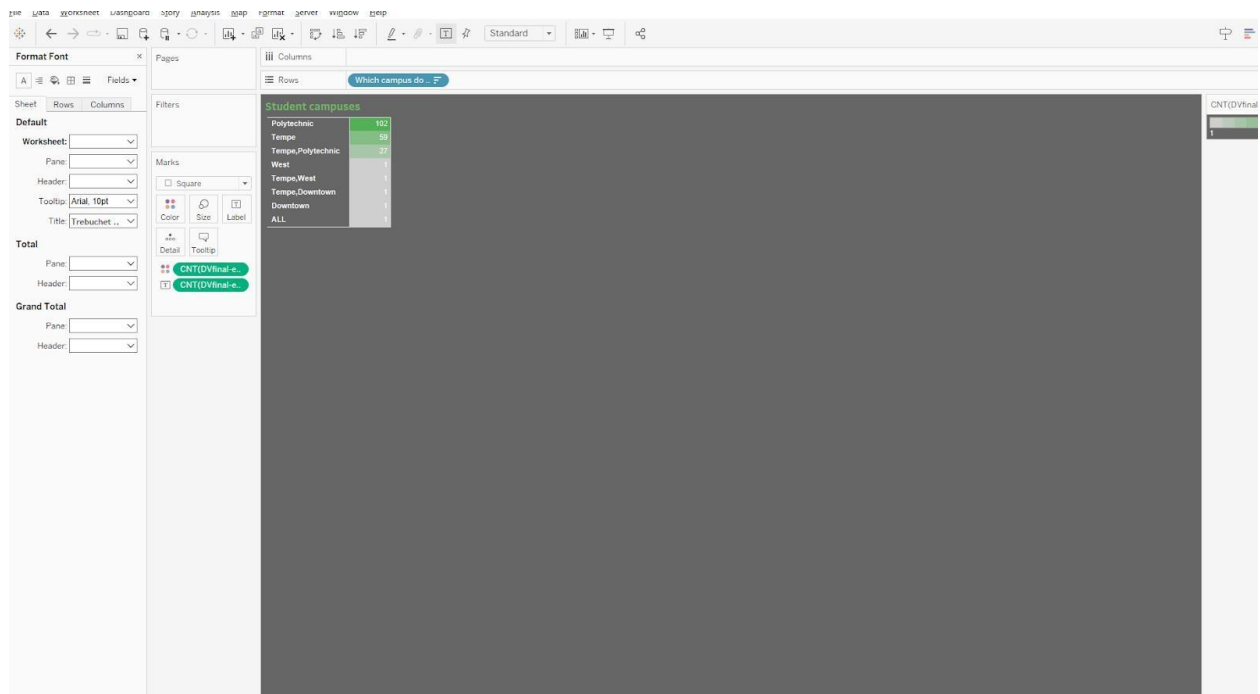 File Data Worksheet Dashboard Story Analysis Map Format Server Window Help
Standard
Format Font
Fields
Sheet Rows Columns
Default
Worksheet:
Pane:
Header:
Tooltip: Arial, 10pt
Title: Trebuchet ..
Total
Pane:
Header:
Grand Total
Pane:
Header:
Pages
Filters
Marks
Square
Color Size Label
Detail Tooltip
CNT(DVfinal-e..
CNT(DVfinal-e..
Columns
Rows Which campus do ..
Student campuses
Polytechnic 102
Tempe 59
Tempe,Polytechnic 27
West 1
Tempe,West 1
Tempe,Downtown 1
Downtown 1
ALL 1
CNT(DVfinal
1